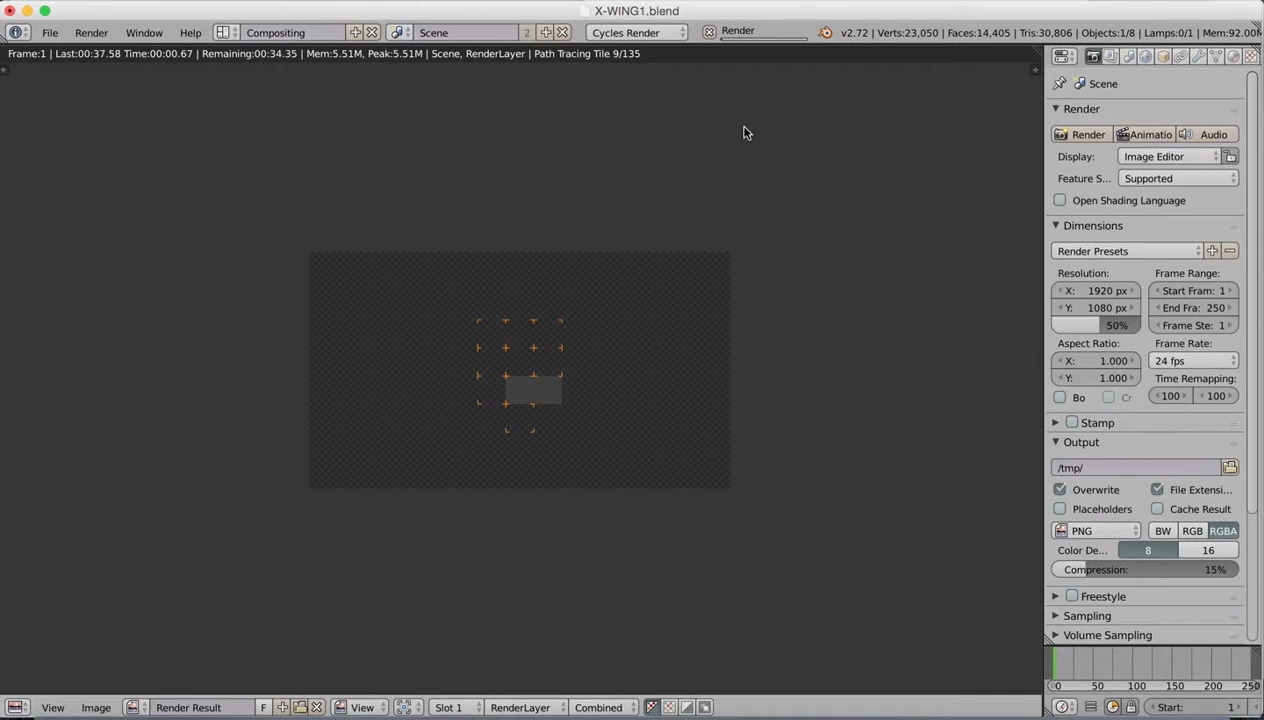 X-WING1.blend
File Render Window Help Compositing Scene 2 Cycles Render Render v2.72 | Verts:23,050 | Faces:14,405 | Tris:30,806 | Objects:1/8 | Lamps:0/1 | Mem:92.00M
Frame:1 | Last:00:37.58 Time:00:00.67 | Remaining:00:34.35 | Mem:5.51M, Peak:5.51M | Scene, RenderLayer | Path Tracing Tile 9/135
Scene
Render
Render Animatio Audio
Display: Image Editor
Feature S... Supported
Open Shading Language
Dimensions
Render Presets
Resolution: Frame Range:
X: 1920 px Start Fram: 1
Y: 1080 px End Fra: 250
50% Frame Ste: 1
Aspect Ratio: Frame Rate:
X: 1.000 24 fps
Y: 1.000 Time Remapping:
Bo Cr 100 100
Stamp
Output
/tmp/
Overwrite File Extensi...
Placeholders Cache Result
PNG BW RGB RGBA
Color De... 8 16
Compression: 15%
Freestyle
Sampling
Volume Sampling
0 50 100 150 200 250
View Image Render Result F View Slot 1 RenderLayer Combined Start: 1